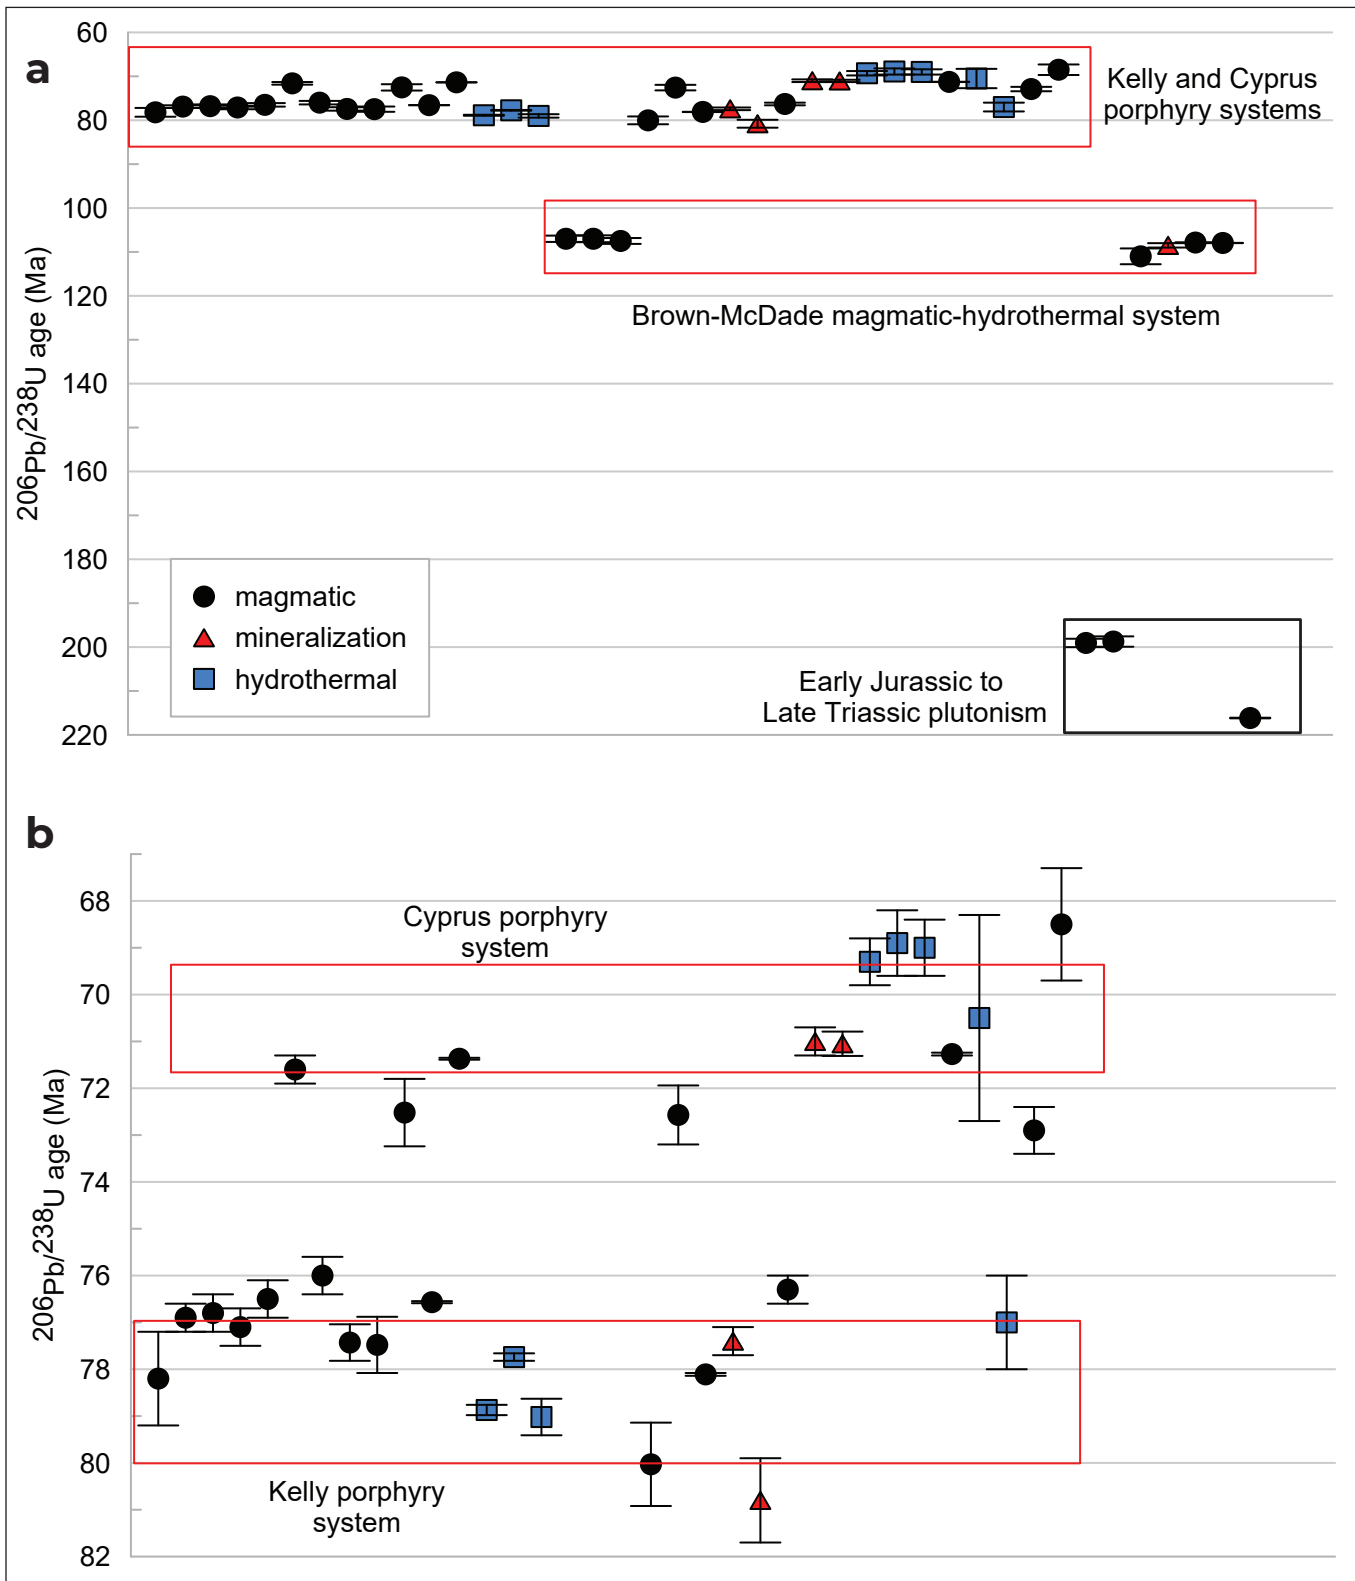 a
60
80
100
120
140
160
180
200
220
206Pb/238U age (Ma)
Kelly and Cyprus
porphyry systems
Brown-McDade magmatic-hydrothermal system
magmatic
mineralization
hydrothermal
Early Jurassic to
Late Triassic plutonism
b
68
70
72
74
76
78
80
82
206Pb/238U age (Ma)
Cyprus porphyry
system
Kelly porphyry
system